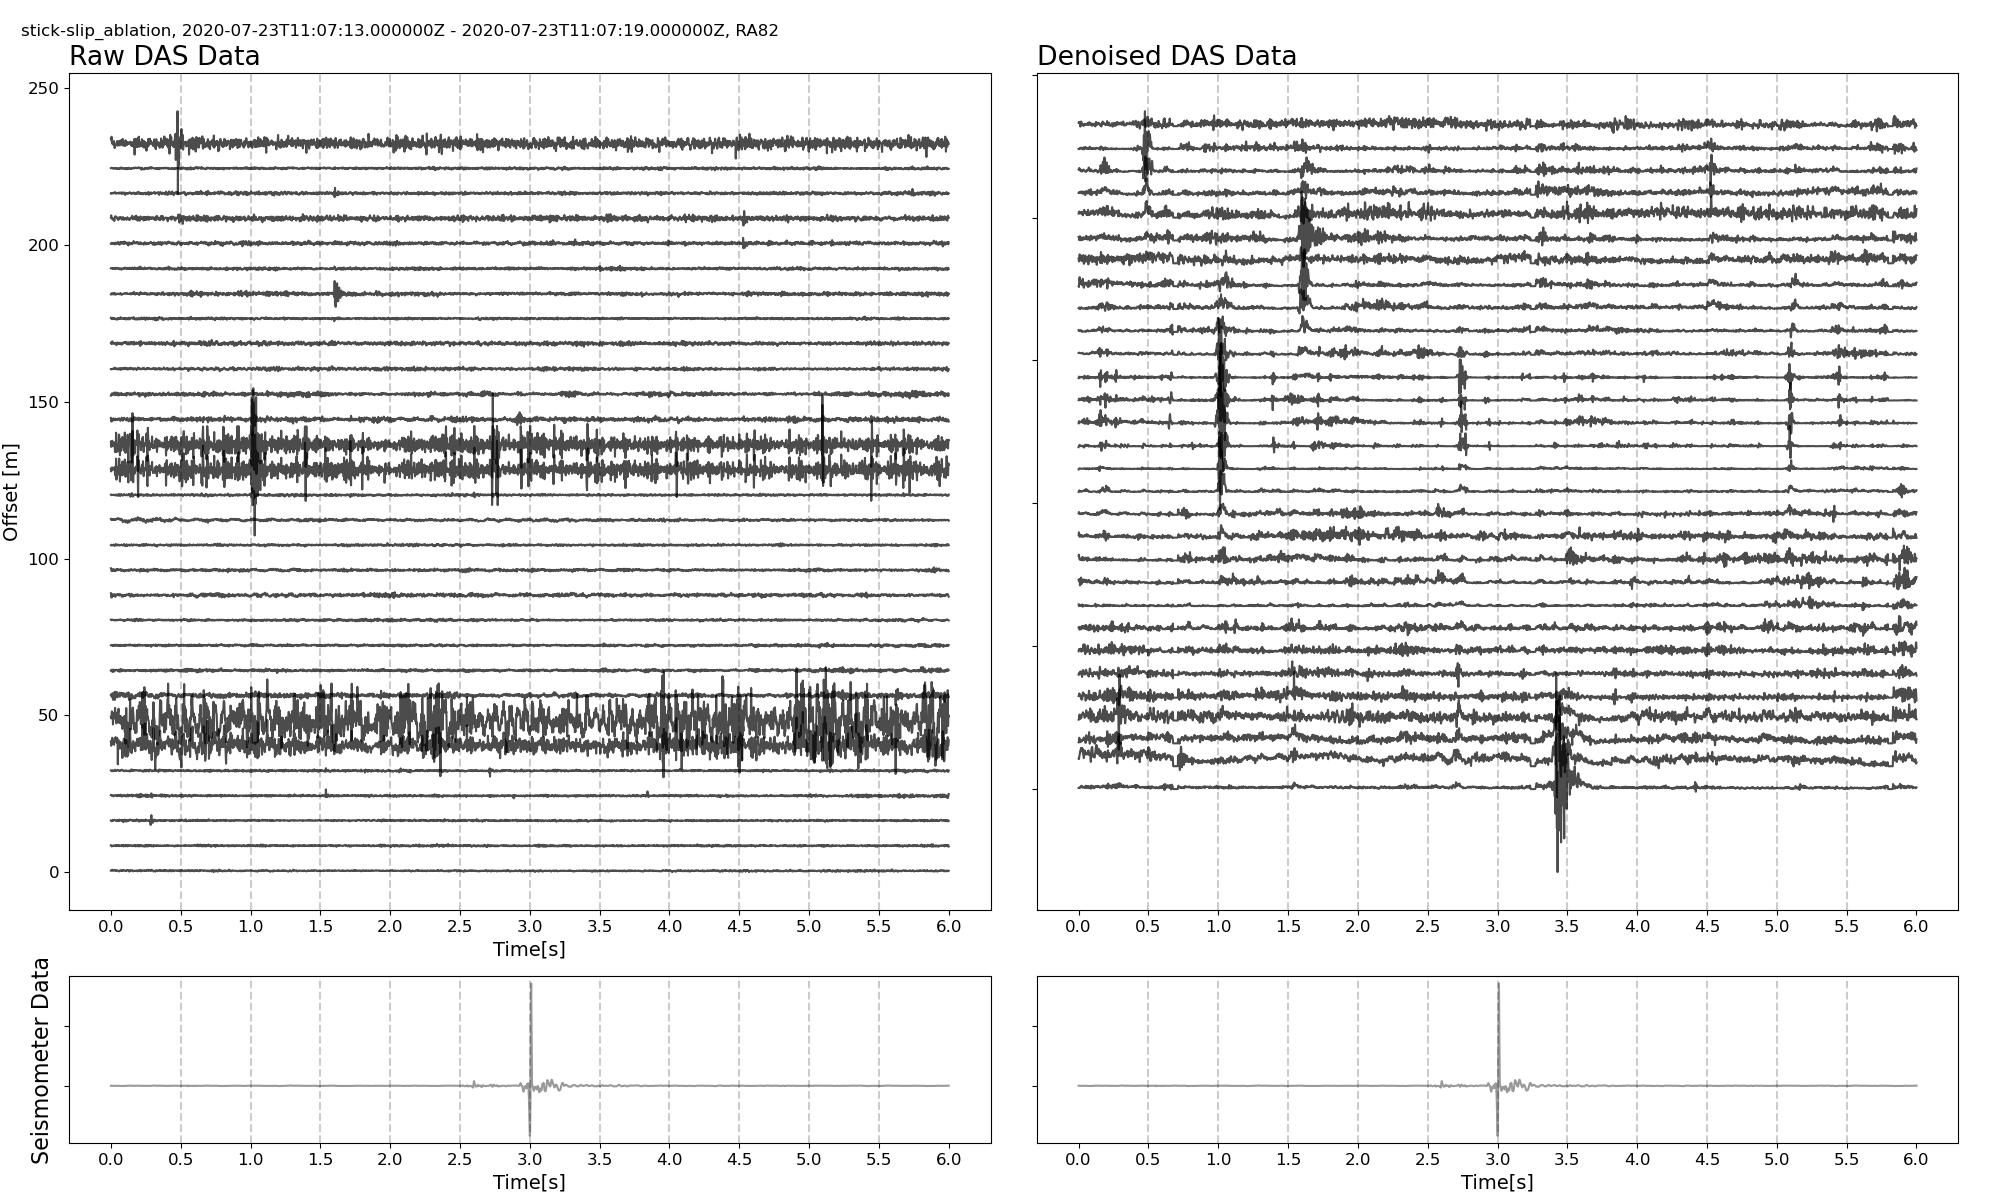 stick-slip_ablation, 2020-07-23T11:07:13.000000Z - 2020-07-23T11:07:19.000000Z, RA82
Raw DAS Data
Denoised DAS Data
250
200
150
100
50
0
Offset [m]
0.0 0.5 1.0 1.5 2.0 2.5 3.0 3.5 4.0 4.5 5.0 5.5 6.0
Time[s]
0.0 0.5 1.0 1.5 2.0 2.5 3.0 3.5 4.0 4.5 5.0 5.5 6.0
Seismometer Data
0.0 0.5 1.0 1.5 2.0 2.5 3.0 3.5 4.0 4.5 5.0 5.5 6.0
Time[s]
0.0 0.5 1.0 1.5 2.0 2.5 3.0 3.5 4.0 4.5 5.0 5.5 6.0
Time[s]